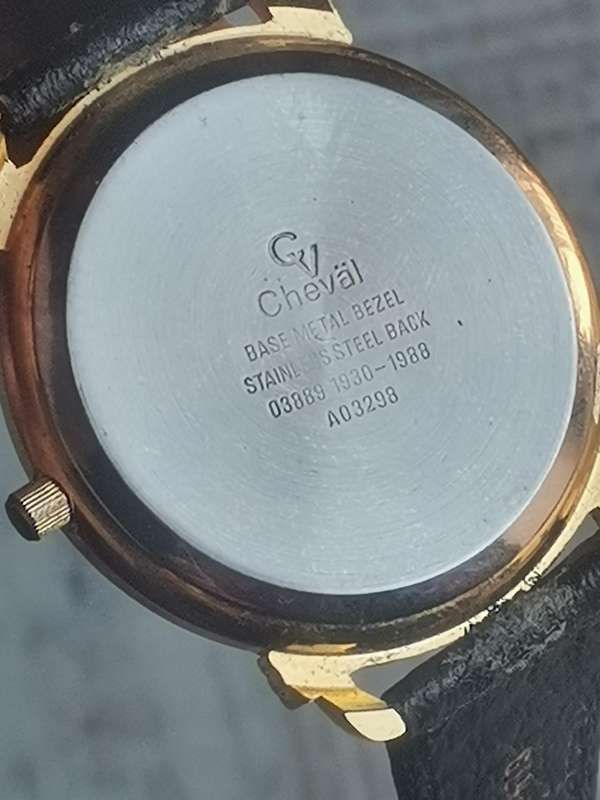 CV
Cheväl
BASE METAL BEZEL
STAINLESS STEEL BACK
03889 1930-1988
A03298